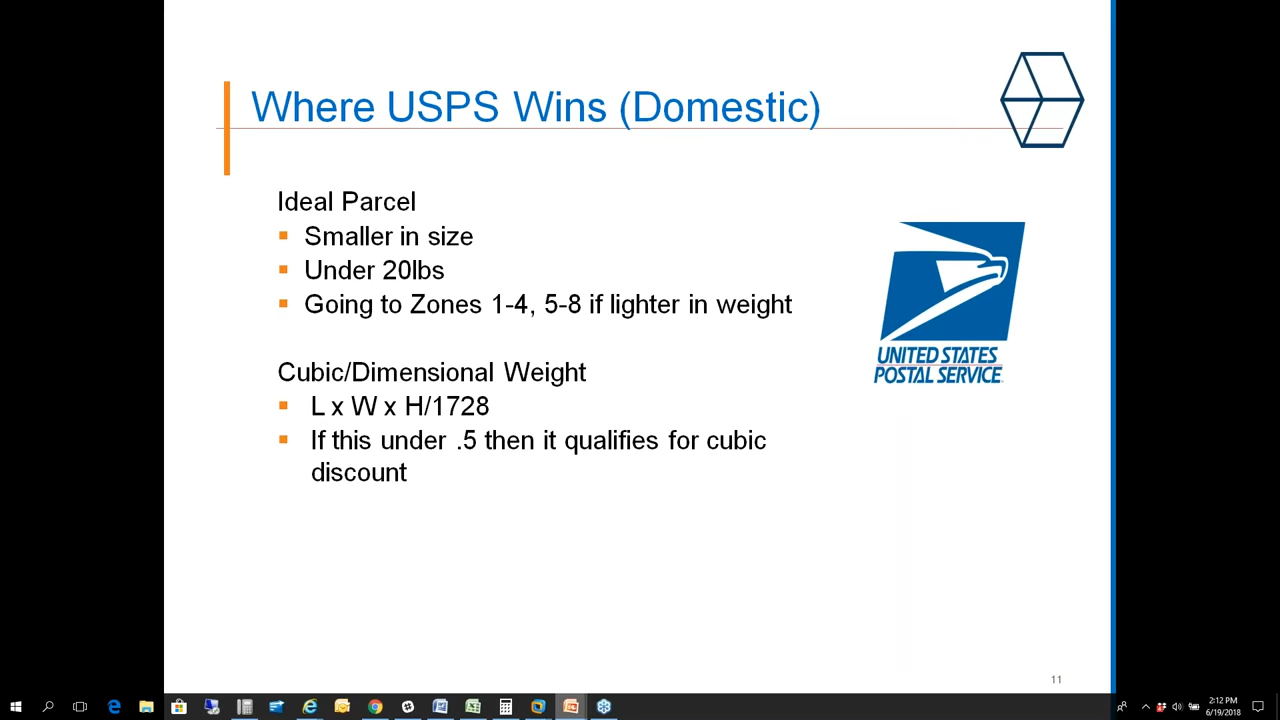 Where USPS Wins (Domestic)
Ideal Parcel
Smaller in size
Under 20lbs
Going to Zones 1-4, 5-8 if lighter in weight
Cubic/Dimensional Weight
L x W x H/1728
If this under .5 then it qualifies for cubic
discount
UNITED STATES
POSTAL SERVICE
11
2:12 PM
6/19/2018